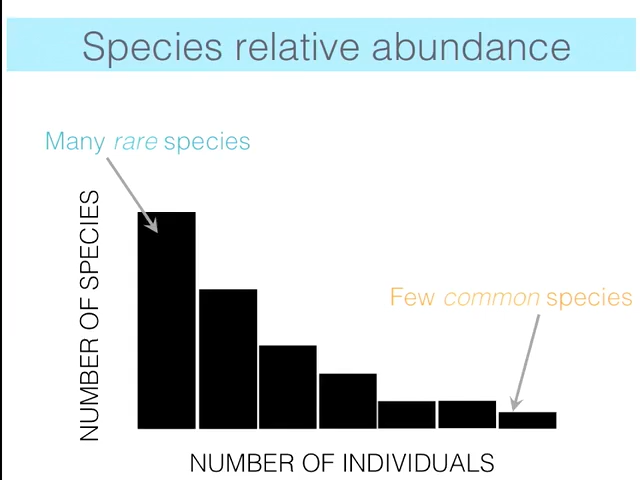 Species relative abundance
Many rare species
Few common species
NUMBER OF SPECIES
NUMBER OF INDIVIDUALS